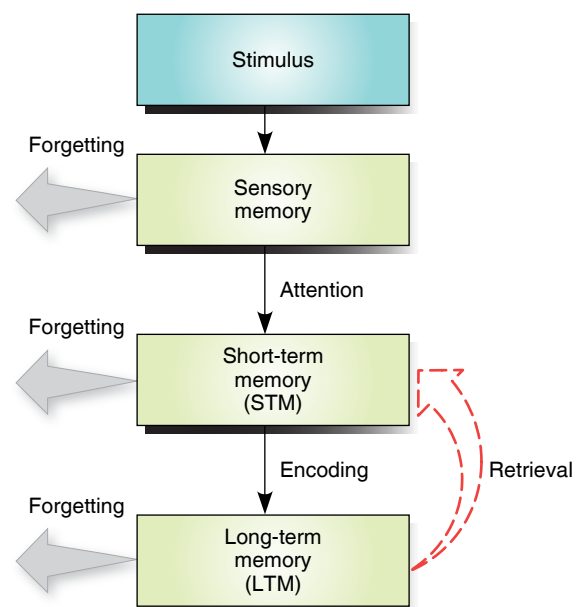 Stimulus
Forgetting
Sensory
memory
Attention
Forgetting
Short-term
memory
(STM)
Encoding
Retrieval
Forgetting
Long-term
memory
(LTM)